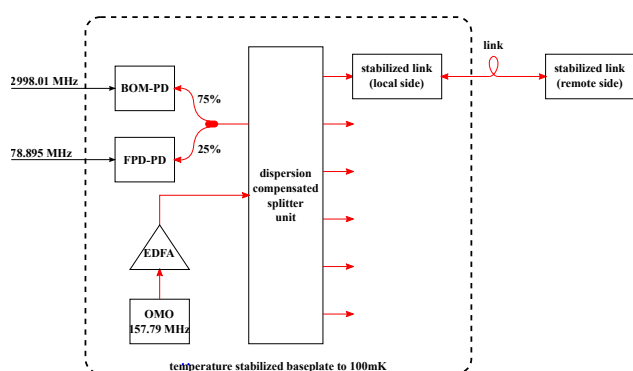 link
2998.01 MHz
BOM-PD
75%
stabilized link
(local side)
stabilized link
(remote side)
78.895 MHz
FPD-PD
25%
dispersion
compensated
splitter
unit
EDFA
OMO
157.79 MHz
temperature stabilized baseplate to 100mK